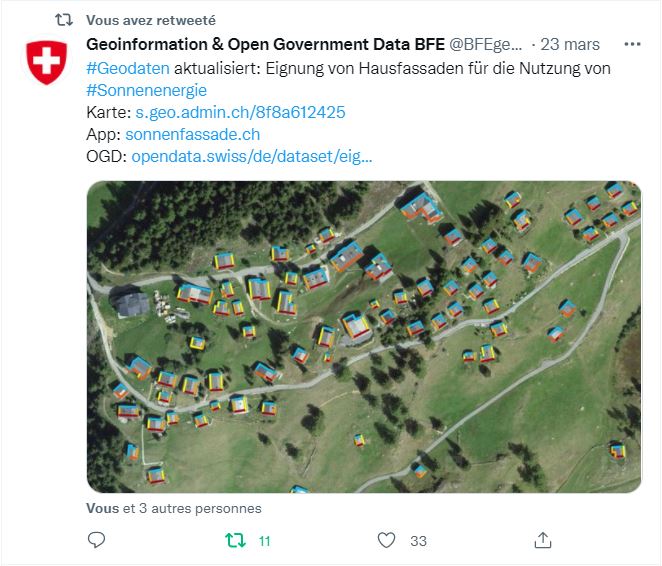 Vous avez retweeté
Geoinformation & Open Government Data BFE @BFEge... · 23 mars
#Geodaten aktualisiert: Eignung von Hausfassaden für die Nutzung von
#Sonnenenergie
Karte: s.geo.admin.ch/8f8a612425
App: sonnenfassade.ch
OGD: opendata.swiss/de/dataset/eig...
Vous et 3 autres personnes
11
33